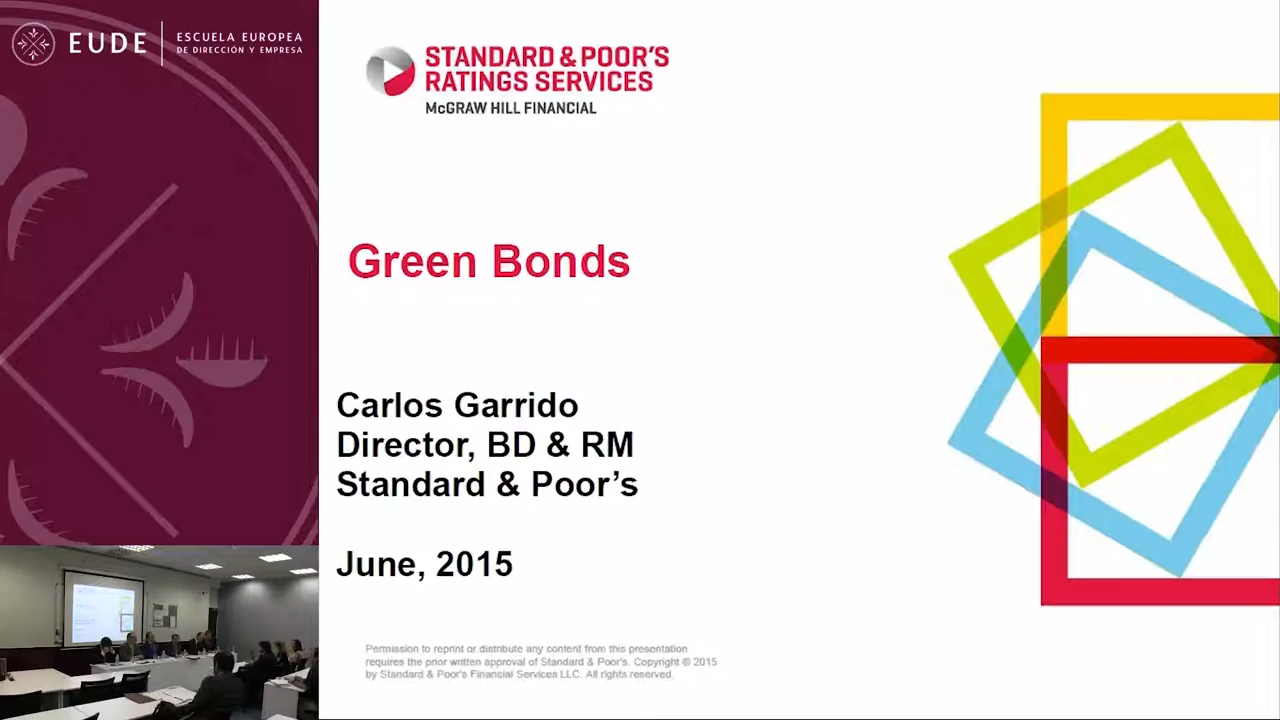 EUDE
ESCUELA EUROPEA
DE DIRECCIÓN Y EMPRESA
STANDARD & POOR'S
RATINGS SERVICES
McGRAW HILL FINANCIAL
Green Bonds
Carlos Garrido
Director, BD & RM
Standard & Poor’s
June, 2015
Permission to reprint or distribute any content from this presentation
requires the prior written approval of Standard & Poor's. Copyright © 2015
by Standard & Poor's Financial Services LLC. All rights reserved.